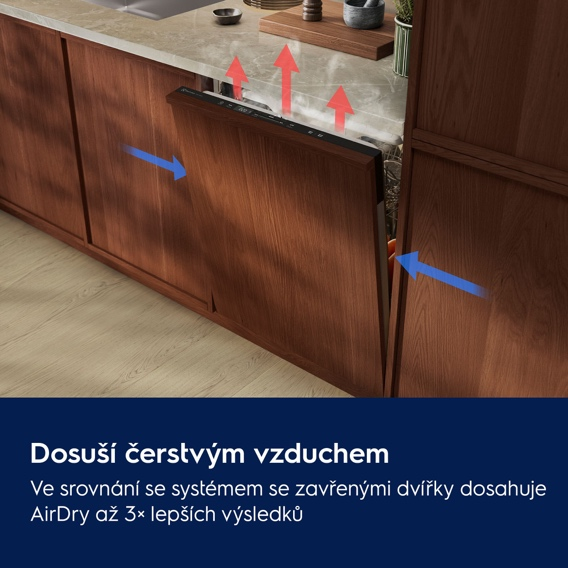 Dosuší čerstvým vzduchem
Ve srovnání se systémem se zavřenými dvířky dosahuje
AirDry až 3× lepších výsledků